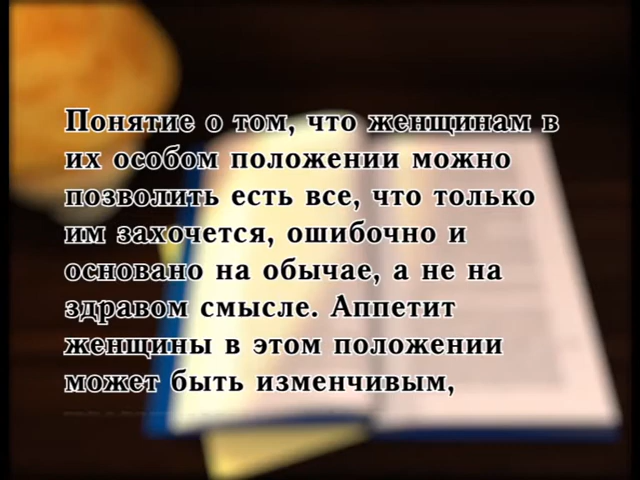 Понятие о том, что женщинам в
их особом положении можно
позволить есть все, что только
им захочется, ошибочно и
основано на обычае, а не на
здравом смысле. Аппетит
женщины в этом положении
может быть изменчивым,